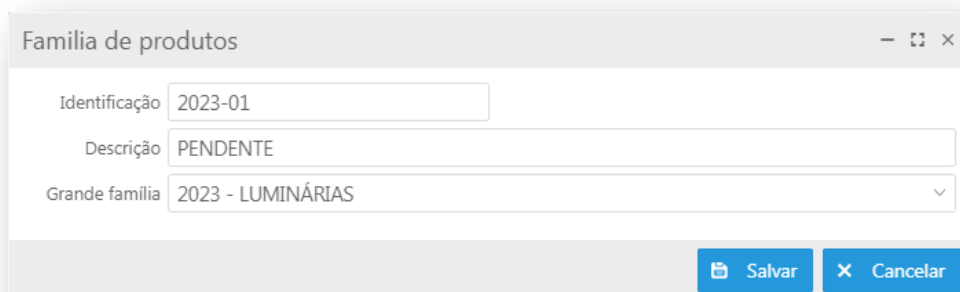 Familia de produtos
Identificação 2023-01
Descrição PENDENTE
Grande família 2023 - LUMINÁRIAS
Salvar Cancelar